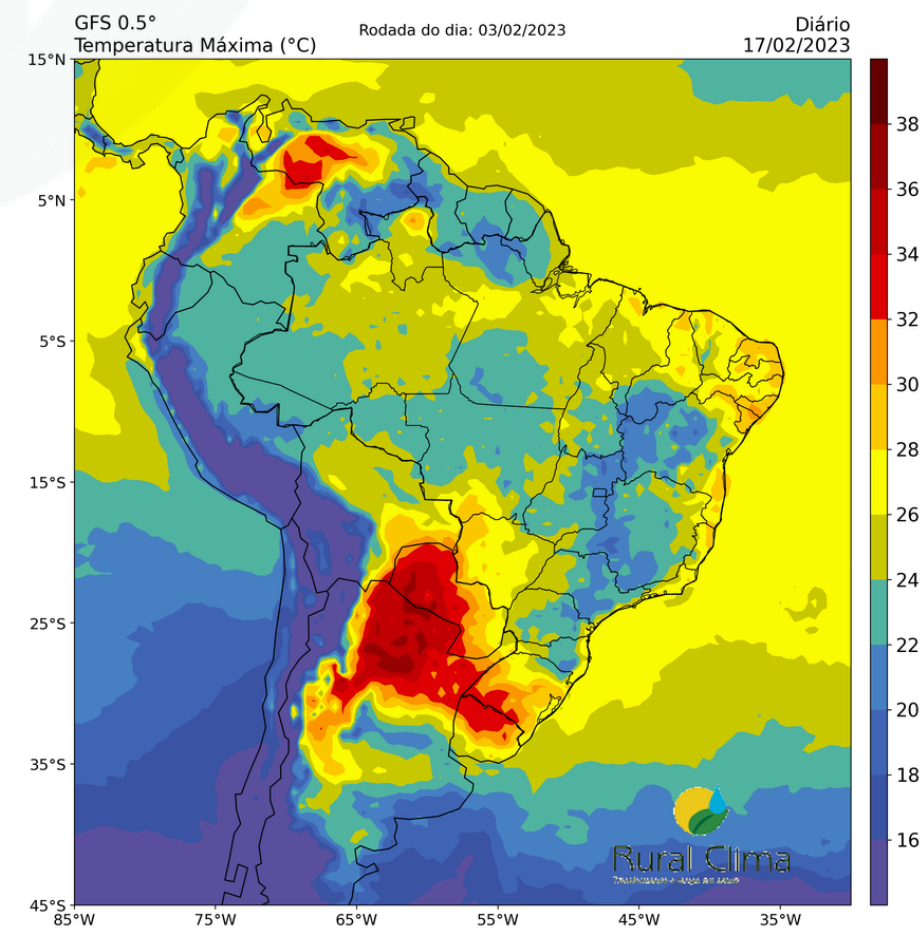 GFS 0.5°
Temperatura Máxima (°C)
Rodada do dia: 03/02/2023
Diário
17/02/2023
15°N
5°N
5°S
15°S
25°S
35°S
45°S
85°W
75°W
65°W
55°W
45°W
35°W
38
36
34
32
30
28
26
24
22
20
18
16
Rural Clima